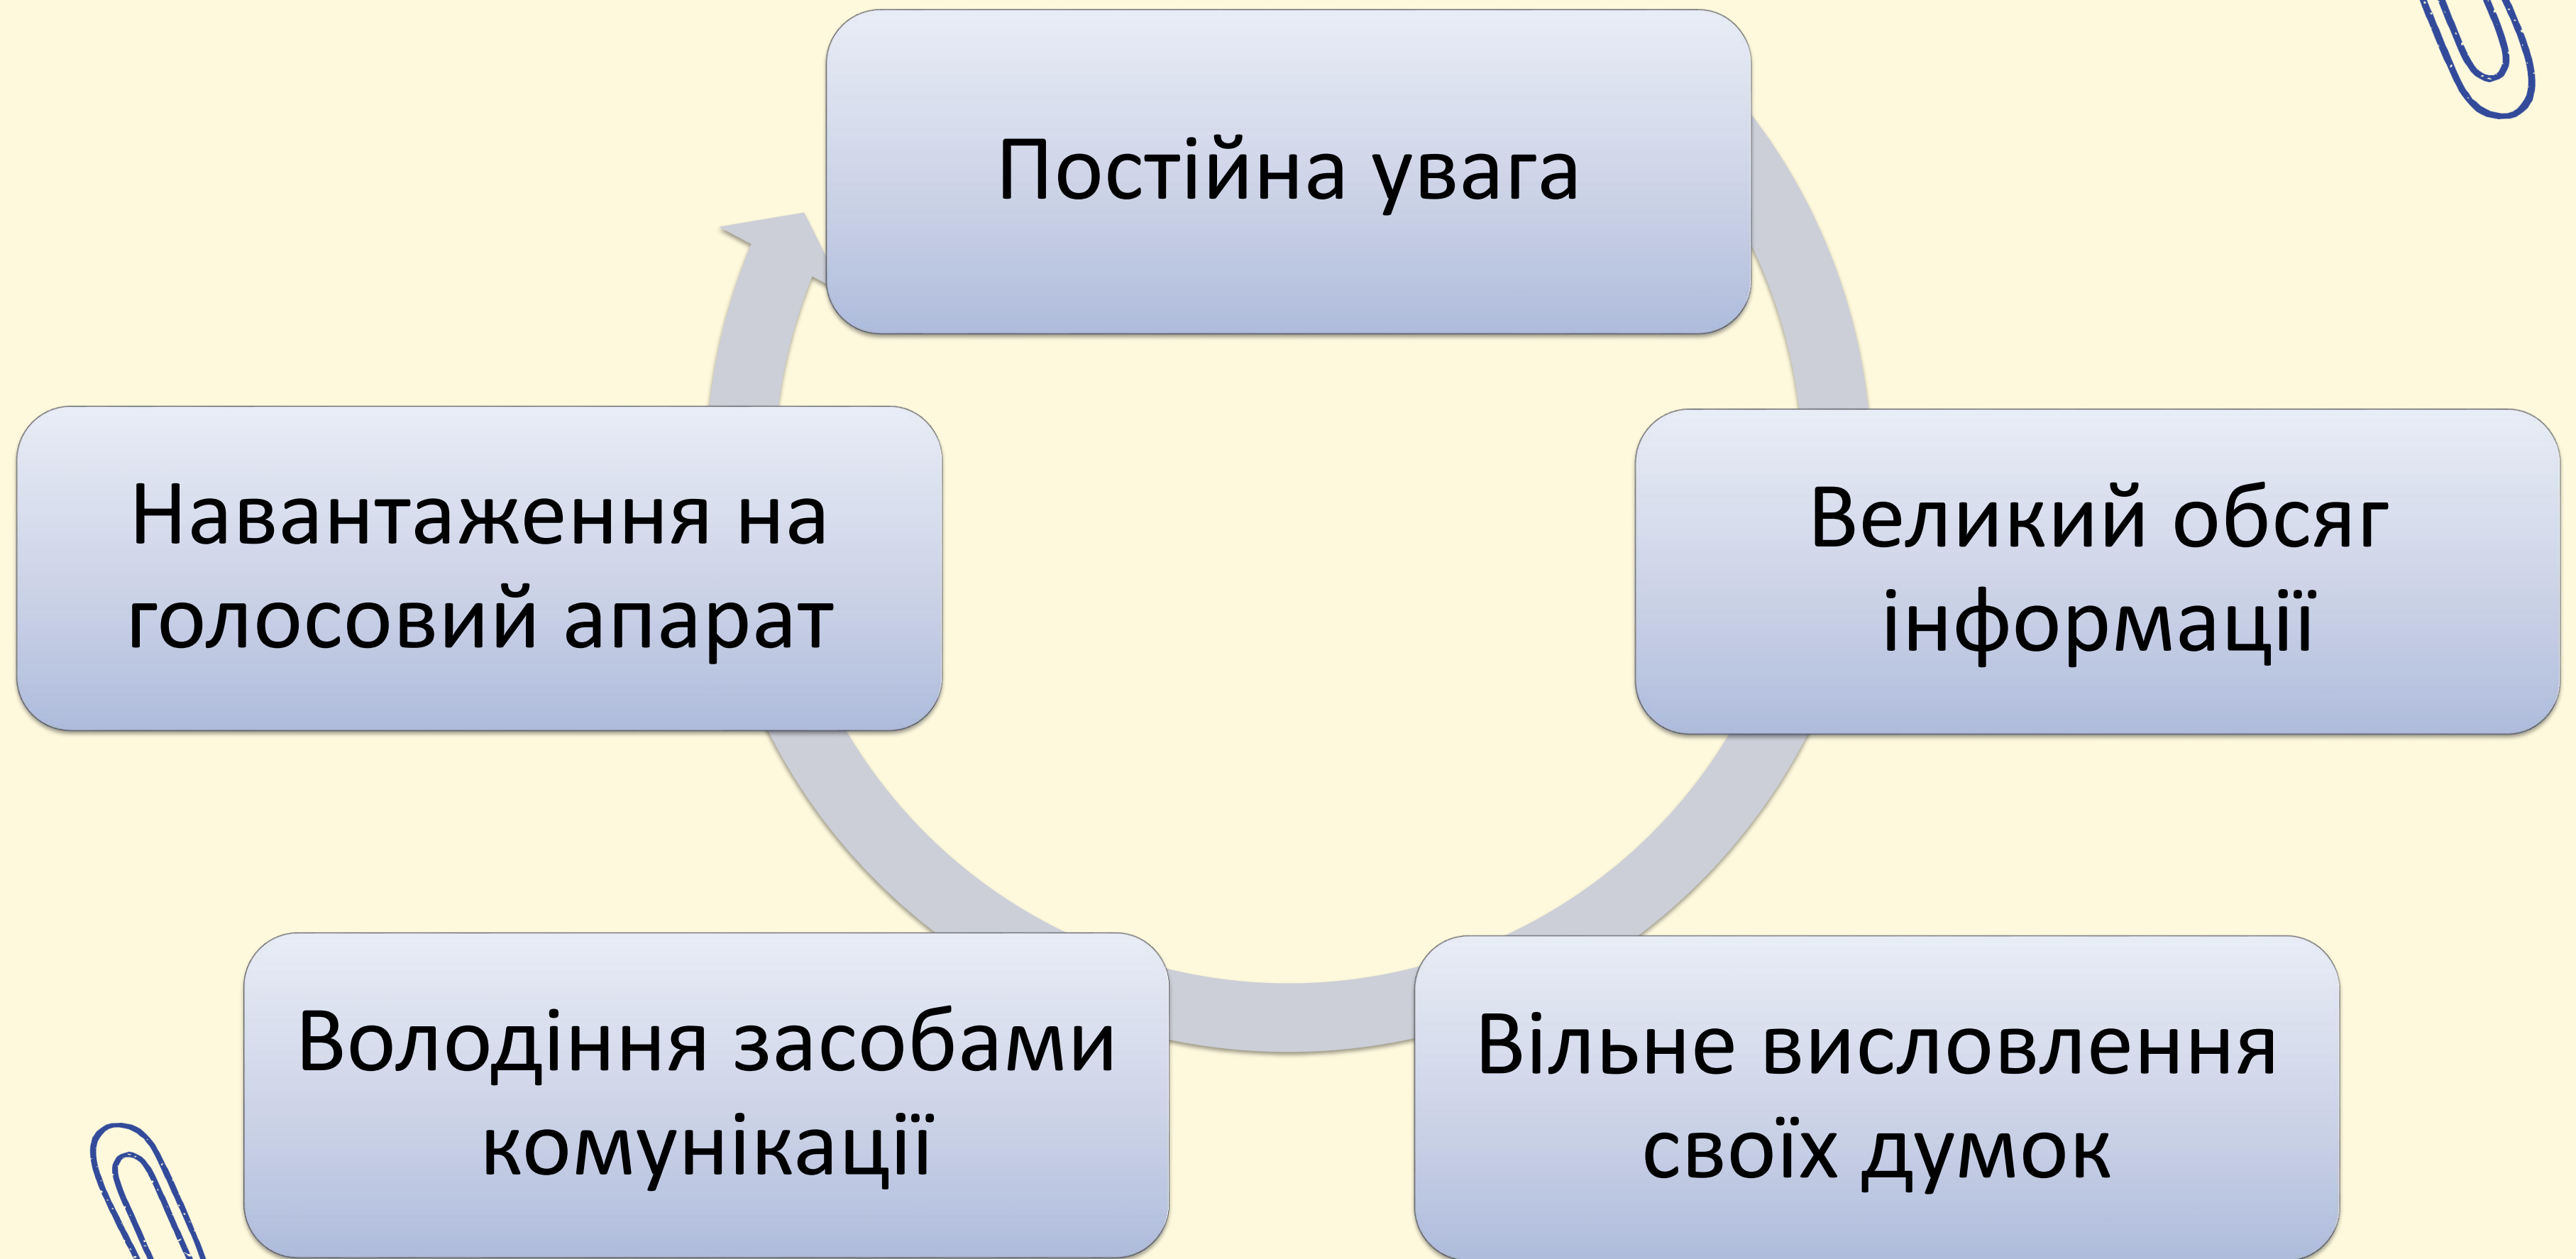 Постійна увага
Великий обсяг
інформації
Вільне висловлення
своїх думок
Володіння засобами
комунікації
Навантаження на
голосовий апарат